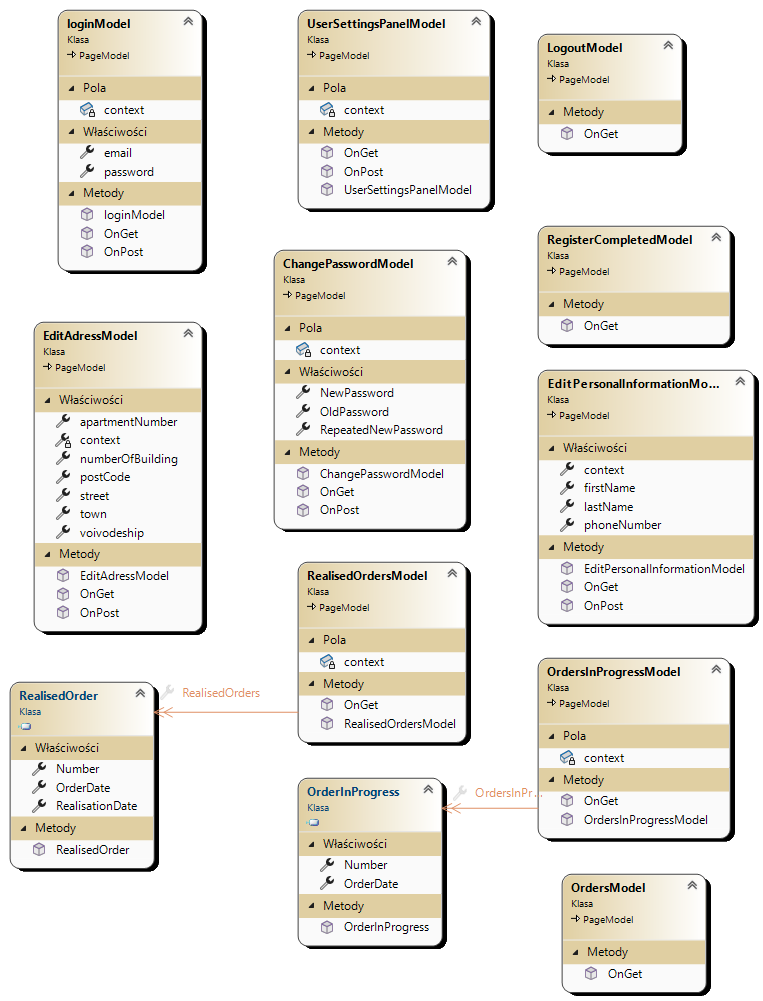 loginModel
Klasa
PageModel
Pola
context
Właściwości
email
password
Metody
loginModel
OnGet
OnPost
UserSettingsPanelModel
Klasa
PageModel
Pola
context
Metody
OnGet
OnPost
UserSettingsPanelModel
LogoutModel
Klasa
PageModel
Metody
OnGet
ChangePasswordModel
Klasa
PageModel
Pola
context
Właściwości
NewPassword
OldPassword
RepeatedNewPassword
Metody
ChangePasswordModel
OnGet
OnPost
RegisterCompletedModel
Klasa
PageModel
Metody
OnGet
EditAdressModel
Klasa
PageModel
Właściwości
apartmentNumber
context
numberOfBuilding
postCode
street
town
voivodeship
Metody
EditAdressModel
OnGet
OnPost
EditPersonalInformationMo...
Klasa
PageModel
Właściwości
context
firstName
lastName
phoneNumber
Metody
EditPersonalInformationModel
OnGet
OnPost
RealisedOrdersModel
Klasa
PageModel
Pola
context
Metody
OnGet
RealisedOrdersModel
RealisedOrders
RealisedOrder
Klasa
Właściwości
Number
OrderDate
RealisationDate
Metody
RealisedOrder
OrdersInProgressModel
Klasa
PageModel
Pola
context
Metody
OnGet
OrdersInProgressModel
OrdersInPr...
OrderInProgress
Klasa
Właściwości
Number
OrderDate
Metody
OrderInProgress
OrdersModel
Klasa
PageModel
Metody
OnGet